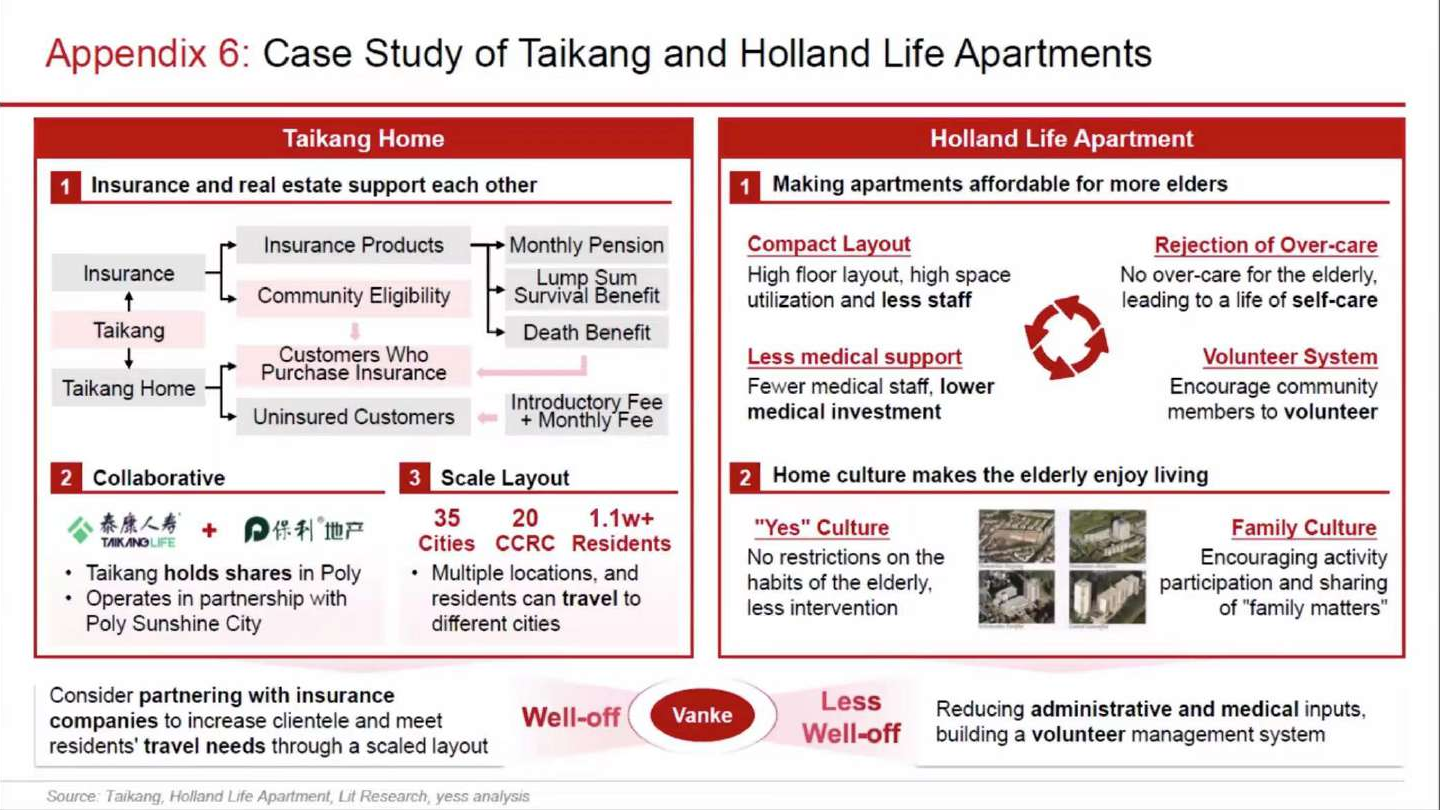 Appendix 6: Case Study of Taikang and Holland Life Apartments
Taikang Home
1 Insurance and real estate support each other
Insurance
Taikang
Taikang Home
Insurance Products
Community Eligibility
Customers Who
Purchase Insurance
Uninsured Customers
Monthly Pension
Lump Sum
Survival Benefit
Death Benefit
Introductory Fee
+ Monthly Fee
2 Collaborative
泰康人寿
TAIKANG LIFE
+
保利®地产
• Taikang holds shares in Poly
• Operates in partnership with
Poly Sunshine City
3 Scale Layout
35
Cities
20
CCRC
1.1w+
Residents
• Multiple locations, and
residents can travel to
different cities
Holland Life Apartment
1 Making apartments affordable for more elders
Compact Layout
High floor layout, high space
utilization and less staff
Rejection of Over-care
No over-care for the elderly,
leading to a life of self-care
Less medical support
Fewer medical staff, lower
medical investment
Volunteer System
Encourage community
members to volunteer
2 Home culture makes the elderly enjoy living
"Yes" Culture
No restrictions on the
habits of the elderly,
less intervention
Family Culture
Encouraging activity
participation and sharing
of "family matters"
Consider partnering with insurance
companies to increase clientele and meet
residents' travel needs through a scaled layout
Well-off
Vanke
Less
Well-off
Reducing administrative and medical inputs,
building a volunteer management system
Source: Taikang, Holland Life Apartment, Lit Research, yess analysis